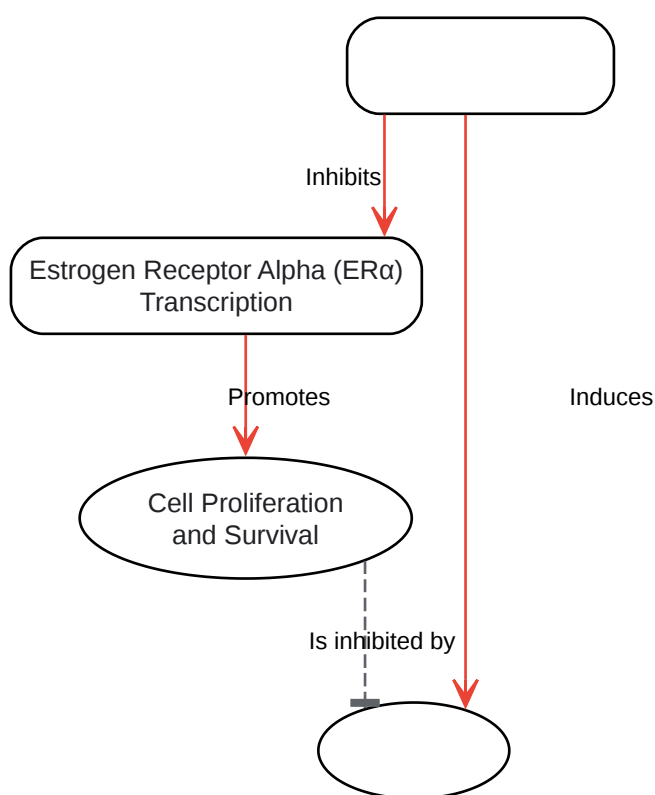 Inhibits
Estrogen Receptor Alpha (ERα)
Transcription
Promotes
Induces
Cell Proliferation
and Survival
Is inhibited by